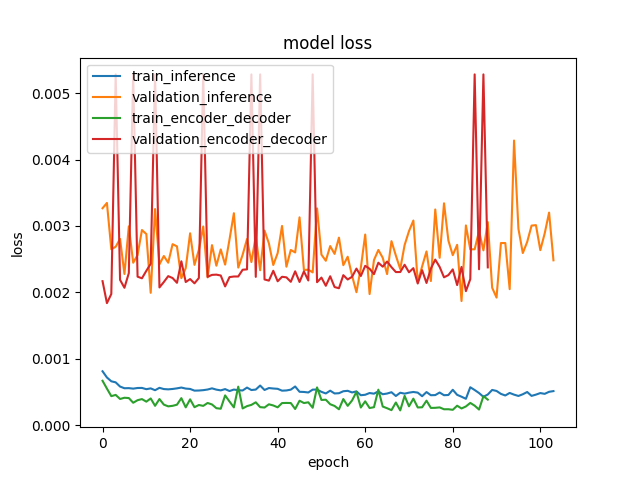 model loss
train_inference
validation_inference
train_encoder_decoder
validation_encoder_decoder
loss
0.005
0.004
0.003
0.002
0.001
0.000
0 20 40 60 80 100
epoch